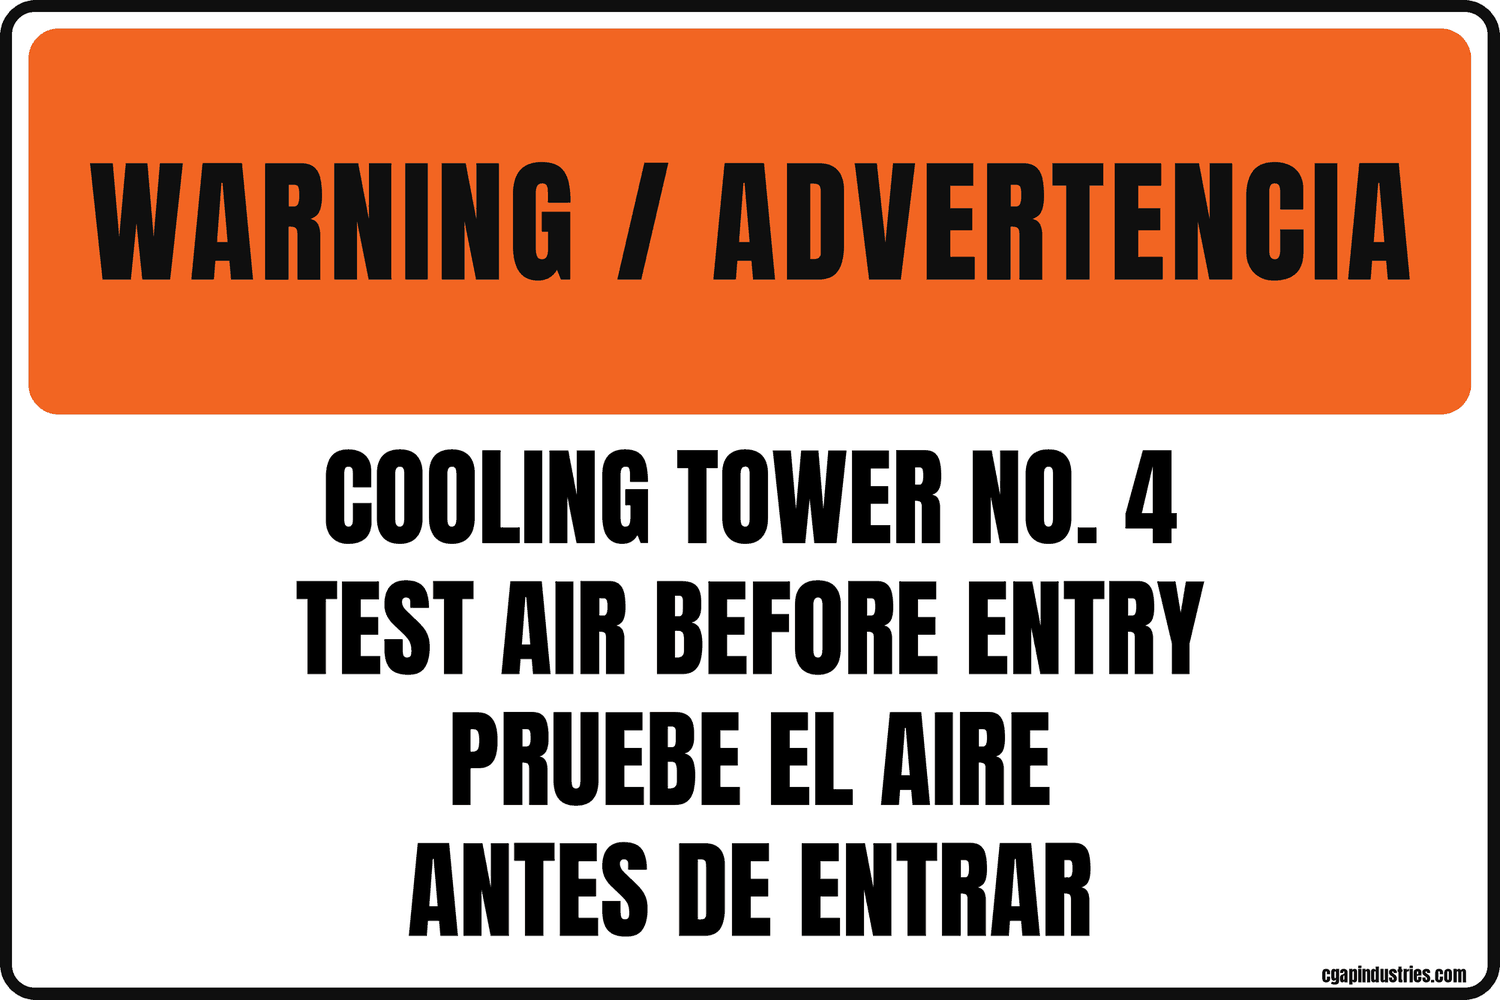 WARNING / ADVERTENCIA
COOLING TOWER NO. 4
TEST AIR BEFORE ENTRY
PRUEBE EL AIRE
ANTES DE ENTRAR
cgapindustries.com